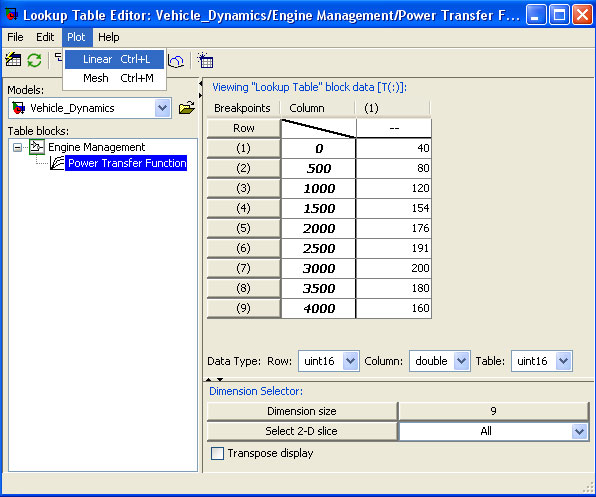 Lookup Table Editor: Vehicle_Dynamics/Engine Management/Power Transfer F...
File Edit Plot Help
Linear Ctrl+L
Mesh Ctrl+M
Models:
Vehicle_Dynamics
Table blocks:
Engine Management
Power Transfer Function
Viewing "Lookup Table" block data [T(:)]:
Breakpoints Column (1)
Row --
(1) 0 40
(2) 500 80
(3) 1000 120
(4) 1500 154
(5) 2000 176
(6) 2500 191
(7) 3000 200
(8) 3500 180
(9) 4000 160
Data Type: Row: uint16 Column: double Table: uint16
Dimension Selector:
Dimension size 9
Select 2-D slice All
Transpose display